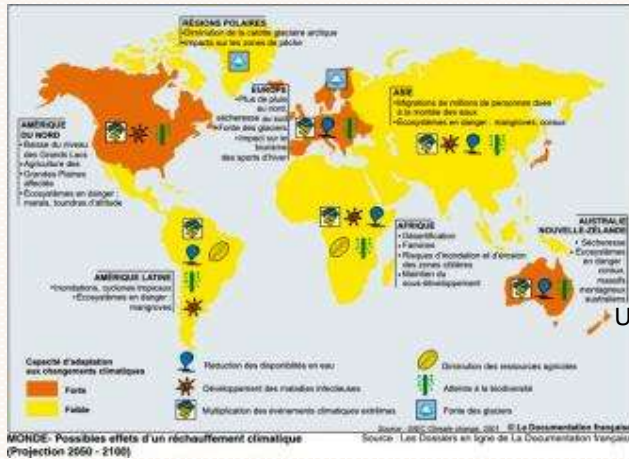 RÉGIONS POLAIRES
•Diminution de la calotte glaciaire arctique
•Impacts sur les zones de pêche
EUROPE
•Plus de pluie
au nord,
sécheresse au sud
•Fonte des glaciers
•Impact sur le
tourisme
des sports d'hiver
ASIE
•Migrations de millions de personnes dues
à la montée des eaux
•Écosystèmes en danger : mangroves, coraux
AMÉRIQUE
DU NORD
• Baisse du niveau
des Grands Lacs
• Agriculture des
• Grandes Plaines
affectée
•Écosystèmes en danger :
marais, toundras d'altitude
AFRIQUE
• Désertification
• Famines
• Risques d'inondation et d'érosion
des zones côtières
• Maintien du
sous-développement
AUSTRALIE
NOUVELLE-ZÉLANDE
• Sécheresse
• Écosystèmes
en danger :
coraux,
massifs
montagneux
australiens
U
AMÉRIQUE LATINE
•Inondations, cyclones tropicaux
•Écosystèmes en danger :
mangroves
Capacité d'adaptation
aux changements climatiques
Forte
Faible
Réduction des disponibilités en eau
Développement des maladies infectieuses
Multiplication des événements climatiques extrêmes
Diminution des ressources agricoles
Atteinte à la biodiversité
Fonte des glaciers
Source : GIEC Climate change, 2001 © La Documentation française
MONDE- Possibles effets d'un réchauffement climatique
(Projection 2050 - 2100)
Source : Les Dossiers en ligne de La Documentation française